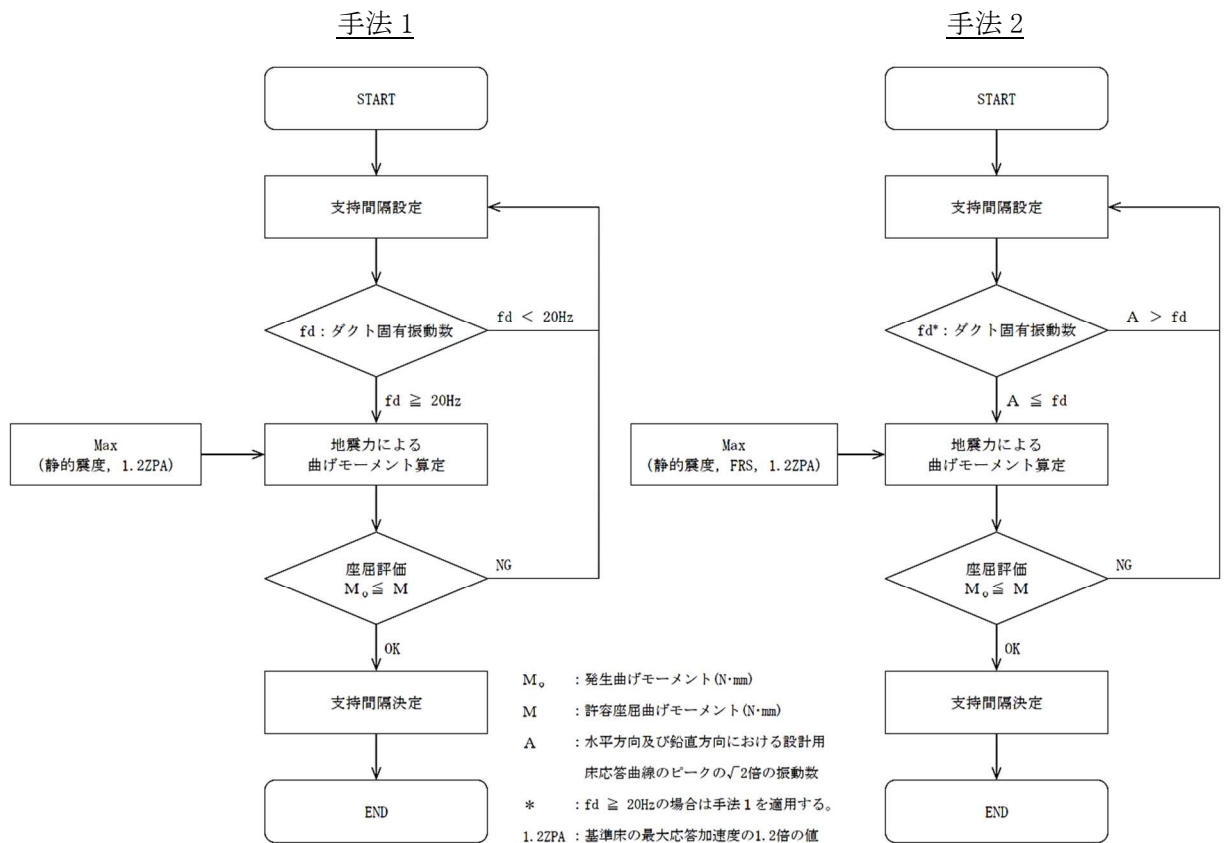 手法1
START
支持間隔設定
fd:ダクト固有振動数
fd < 20Hz
fd ≧ 20Hz
Max
(静的震度, 1.2ZPA)
地震力による
曲げモーメント算定
座屈評価
M₀≦ M
NG
OK
支持間隔決定
END
手法2
START
支持間隔設定
fd*:ダクト固有振動数
A > fd
A ≦ fd
Max
(静的震度, FRS, 1.2ZPA)
地震力による
曲げモーメント算定
座屈評価
M₀≦ M
NG
OK
支持間隔決定
END
M₀ :発生曲げモーメント(N・mm)
M :許容座屈曲げモーメント(N・mm)
A :水平方向及び鉛直方向における設計用
床応答曲線のピークの√2倍の振動数
* :fd ≧ 20Hzの場合は手法1を適用する。
1.2ZPA :基準床の最大応答加速度の1.2倍の値